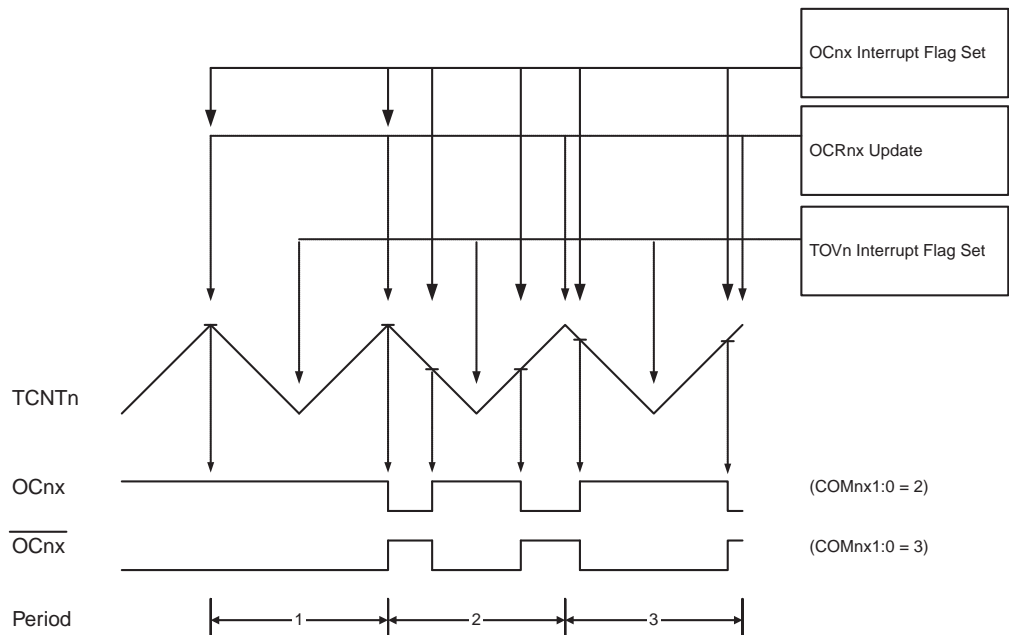 OCnx Interrupt Flag Set
OCRnx Update
TOVn Interrupt Flag Set
TCNTn
OCnx
(COMnx1:0 = 2)
OCnx
(COMnx1:0 = 3)
Period
1
2
3